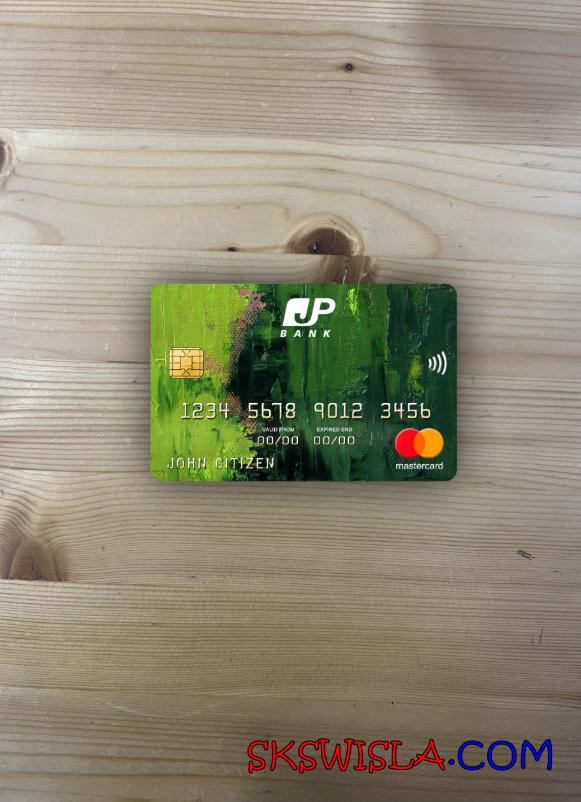 JP
BANK
1234 5678 9012 3456
VALID FROM EXPIRED END
00/00 00/00
JOHN CITIZEN
mastercard
SKSWISLA.COM